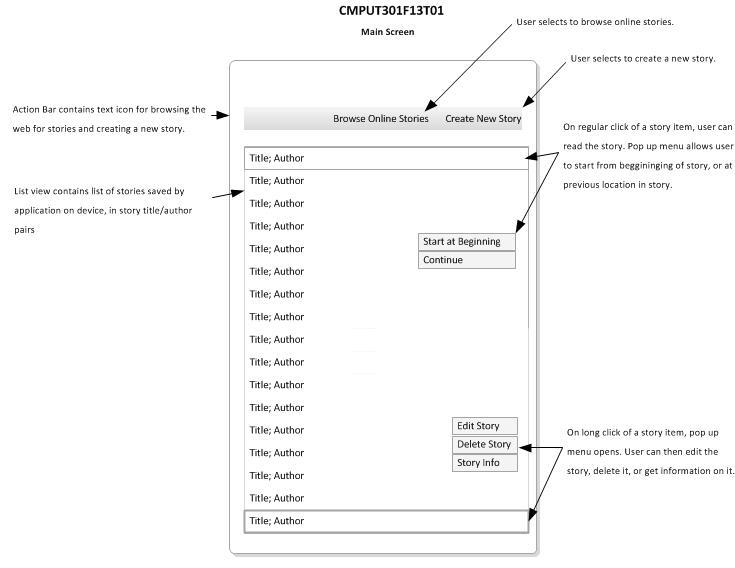 CMPUT301F13T01
Main Screen
User selects to browse online stories.
User selects to create a new story.
Action Bar contains text icon for browsing the
web for stories and creating a new story.
Browse Online Stories
Create New Story
On regular click of a story item, user can
read the story. Pop up menu allows user
to start from beggininging of story, or at
previous location in story.
List view contains list of stories saved by
application on device, in story title/author
pairs
Title; Author
Title; Author
Title; Author
Title; Author
Title; Author
Start at Beginning
Continue
Title; Author
Title; Author
Title; Author
Title; Author
Title; Author
Title; Author
Title; Author
Title; Author
Edit Story
Delete Story
Story Info
Title; Author
Title; Author
Title; Author
Title; Author
On long click of a story item, pop up
menu opens. User can then edit the
story, delete it, or get information on it.